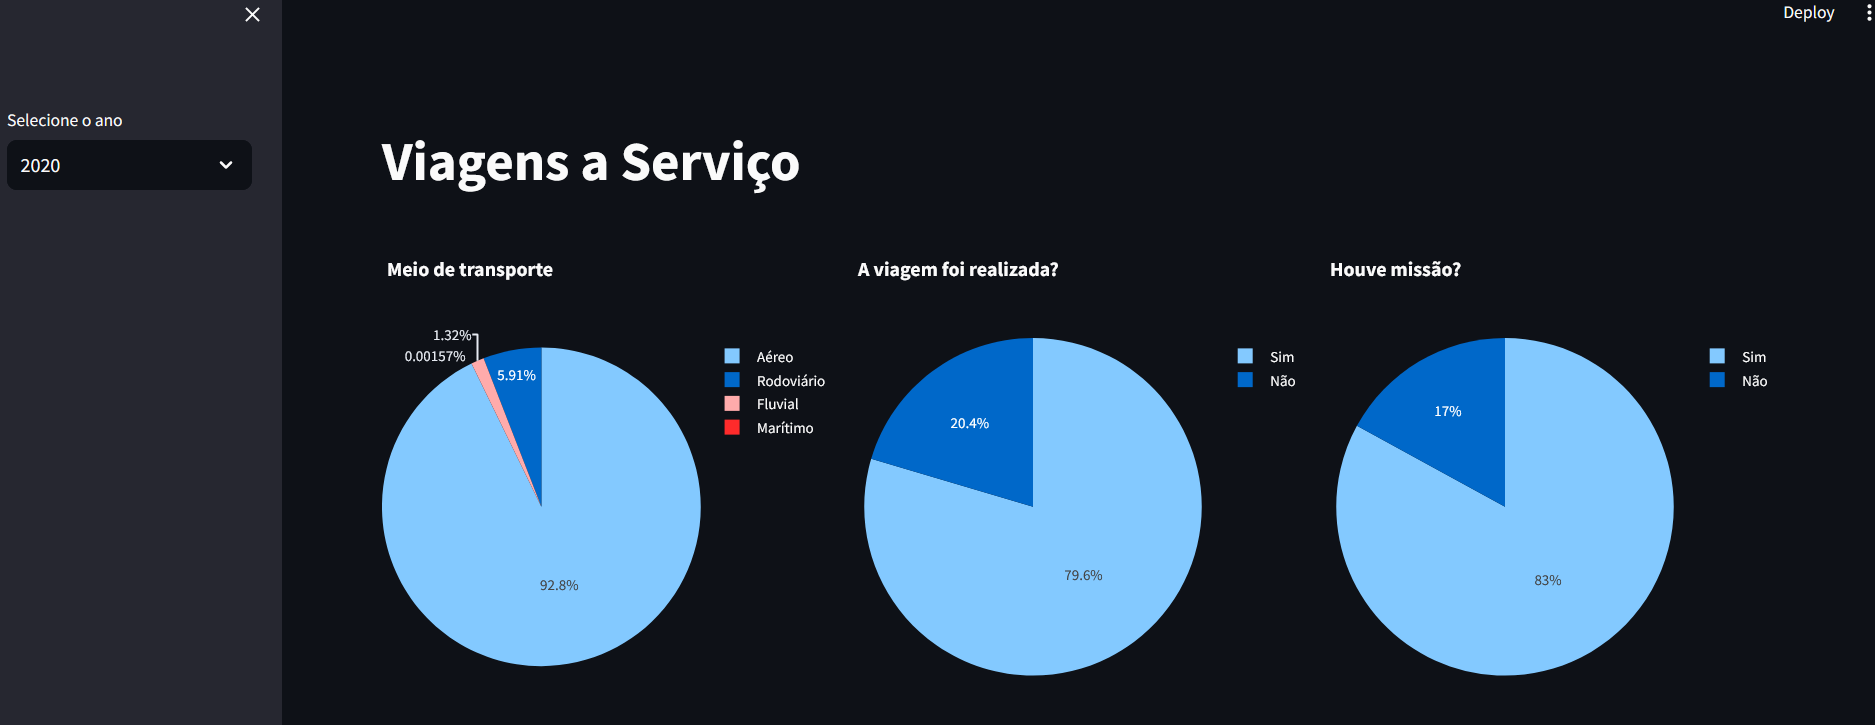 Deploy
Selecione o ano
2020
Viagens a Serviço
Meio de transporte
1.32%
0.00157%
5.91%
92.8%
Aéreo
Rodoviário
Fluvial
Marítimo
A viagem foi realizada?
20.4%
79.6%
Sim
Não
Houve missão?
17%
83%
Sim
Não